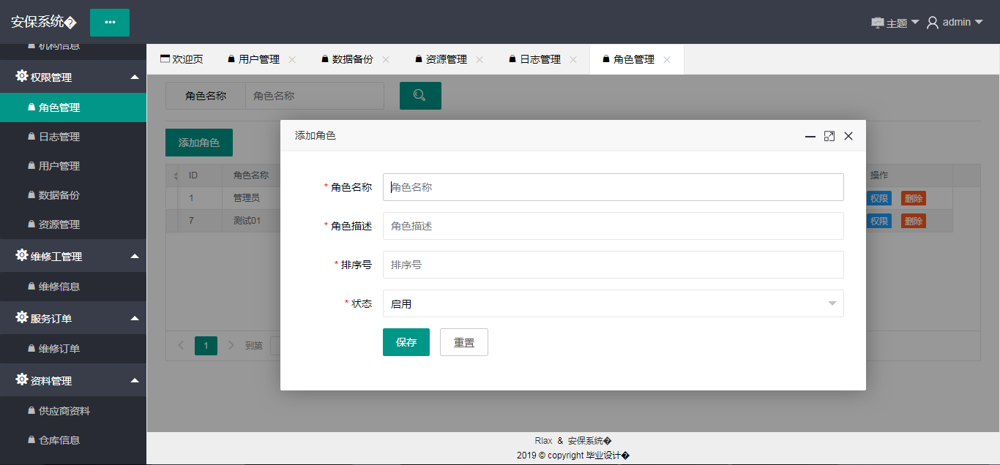 安保系统�
•••
主题
admin
机构信息
权限管理
角色管理
日志管理
用户管理
数据备份
资源管理
维修工管理
维修信息
服务订单
维修订单
资料管理
供应商资料
仓库信息
欢迎页
用户管理
数据备份
资源管理
日志管理
角色管理
角色名称 角色名称
添加角色
ID 角色名称 操作
1 管理员 权限 删除
7 测试01 权限 删除
1 到第
添加角色
* 角色名称 角色名称
* 角色描述 角色描述
* 排序号 排序号
* 状态 启用
保存 重置
Rlax & 安保系统�
2019 © copyright 毕业设计�